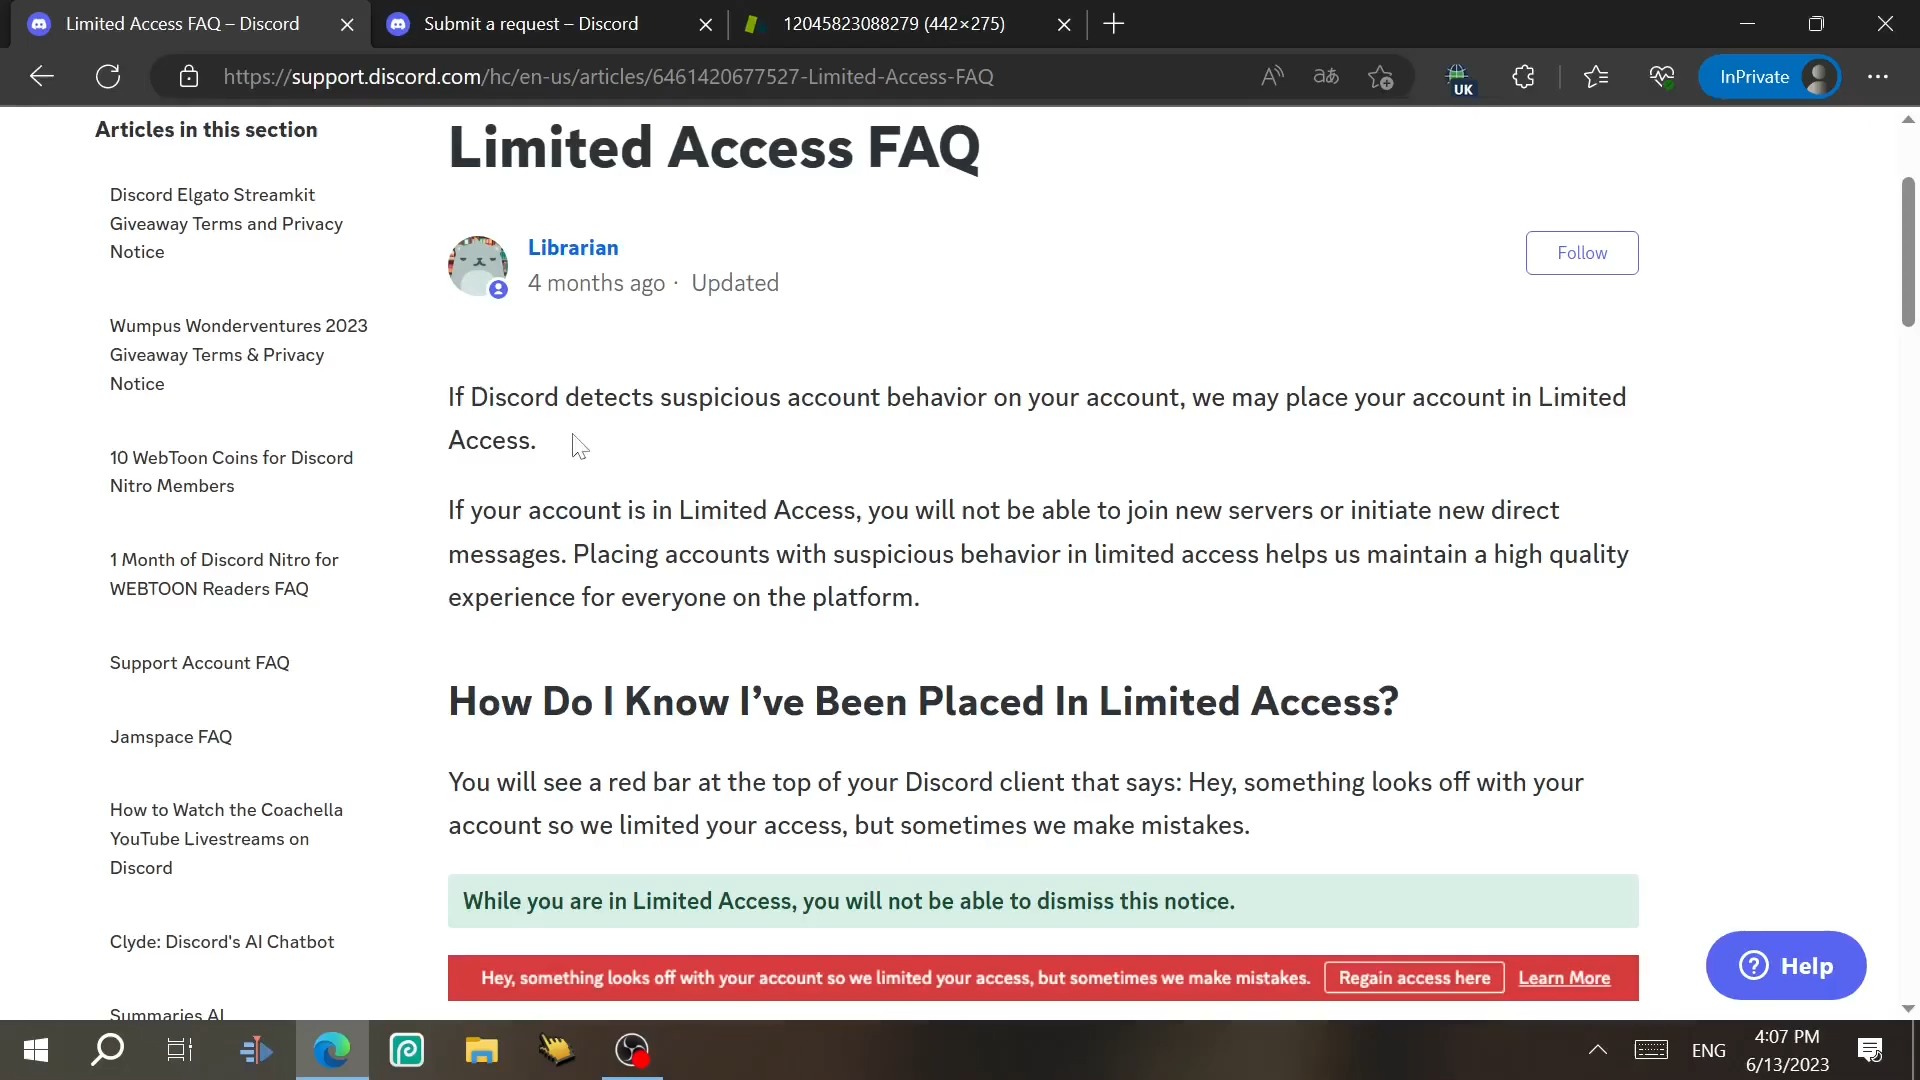 Limited Access FAQ – Discord
Submit a request – Discord
12045823088279 (442×275)
https://support.discord.com/hc/en-us/articles/6461420677527-Limited-Access-FAQ
UK
InPrivate
Articles in this section
Discord Elgato Streamkit
Giveaway Terms and Privacy
Notice
Wumpus Wonderventures 2023
Giveaway Terms & Privacy
Notice
10 WebToon Coins for Discord
Nitro Members
1 Month of Discord Nitro for
WEBTOON Readers FAQ
Support Account FAQ
Jamspace FAQ
How to Watch the Coachella
YouTube Livestreams on
Discord
Clyde: Discord's AI Chatbot
Summaries AI
Limited Access FAQ
Librarian
4 months ago · Updated
Follow
If Discord detects suspicious account behavior on your account, we may place your account in Limited
Access.
If your account is in Limited Access, you will not be able to join new servers or initiate new direct
messages. Placing accounts with suspicious behavior in limited access helps us maintain a high quality
experience for everyone on the platform.
How Do I Know I’ve Been Placed In Limited Access?
You will see a red bar at the top of your Discord client that says: Hey, something looks off with your
account so we limited your access, but sometimes we make mistakes.
While you are in Limited Access, you will not be able to dismiss this notice.
Hey, something looks off with your account so we limited your access, but sometimes we make mistakes. Regain access here Learn More
Help
ENG
4:07 PM
6/13/2023